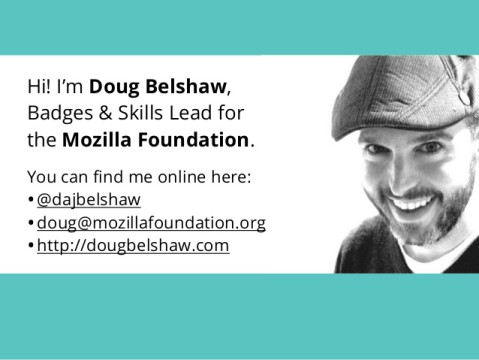 Hi! I’m Doug Belshaw,
Badges & Skills Lead for
the Mozilla Foundation.
You can find me online here:
• @dajbelshaw
• doug@mozillafoundation.org
• http://dougbelshaw.com